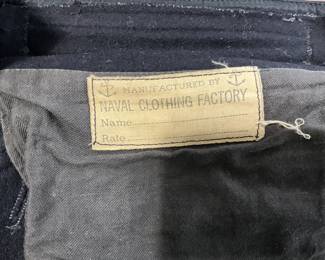 MANUFACTURED BY
NAVAL CLOTHING FACTORY
Name
Rate